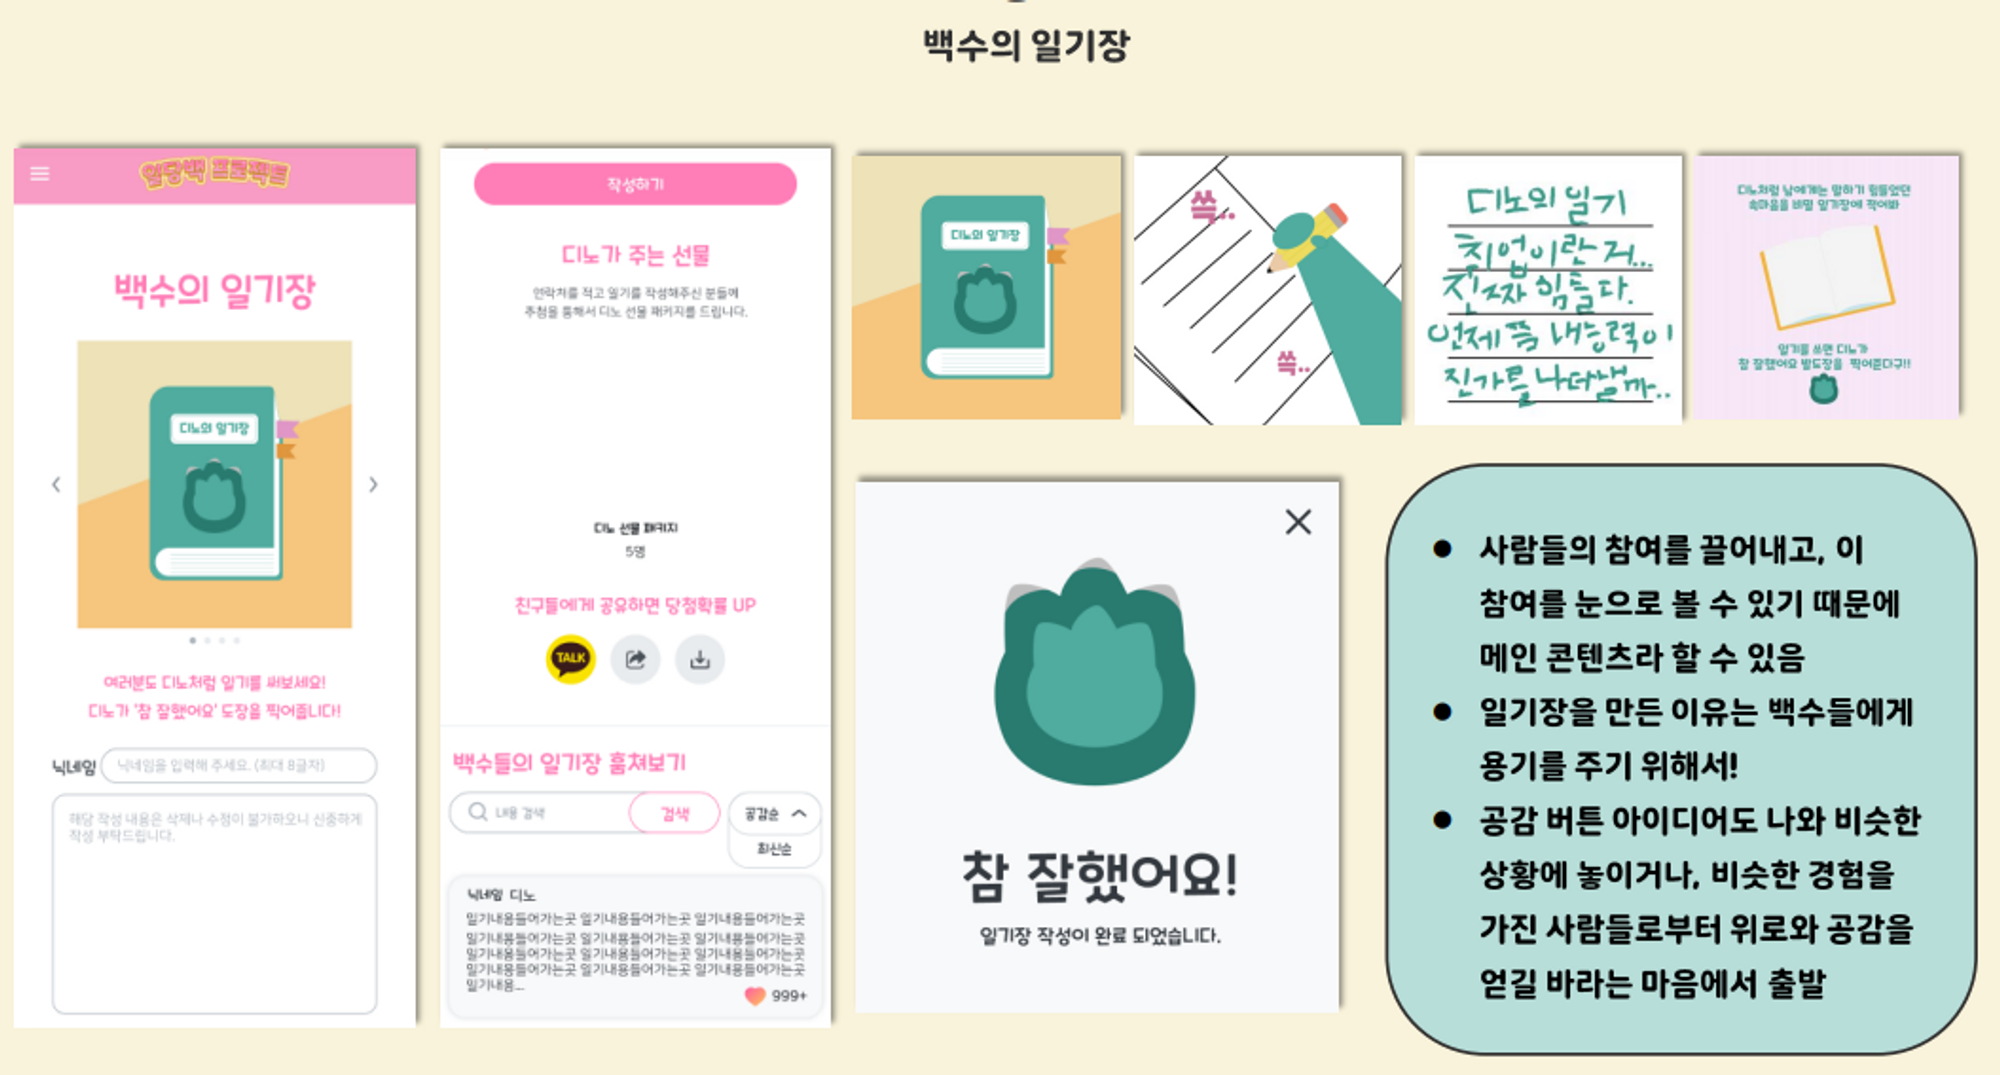 백수의 일기장
일당백 프로젝트
백수의 일기장
디노의 일기장
여러분도 디노처럼 일기를 써보세요!
디노가 '참 잘했어요' 도장을 찍어줍니다!
닉네임 닉네임을 입력해 주세요. (최대 8글자)
해당 작성 내용은 삭제나 수정이 불가하오니 신중하게
작성 부탁드립니다.
작성하기
디노가 주는 선물
연락처를 적고 일기를 작성해주신 분들께
추첨을 통해서 디노 선물 패키지를 드립니다.
디노 선물 패키지
5명
친구들에게 공유하면 당첨확률 UP
TALK
백수들의 일기장 훔쳐보기
내용 검색 검색 공감순
최신순
닉네임 디노
일기내용들어가는곳 일기내용들어가는곳 일기내용들어가는곳
일기내용들어가는곳 일기내용들어가는곳 일기내용들어가는곳
일기내용들어가는곳 일기내용들어가는곳 일기내용들어가는곳
일기내용들어가는곳 일기내용들어가는곳 일기내용들어가는곳
일기내용...
999+
디노의 일기장
쓱..
쓱..
디노의 일기
취업이란 거...
진짜 힘들다.
언제쯤 내능력이
진가를 나타낼까..
디노처럼 남에게는 말하기 힘들었던
속마음을 비밀 일기장에 적어봐
일기를 쓰면 디노가
참 잘했어요 발도장을 찍어준다구!!
참 잘했어요!
일기장 작성이 완료 되었습니다.
● 사람들의 참여를 끌어내고, 이
참여를 눈으로 볼 수 있기 때문에
메인 콘텐츠라 할 수 있음
● 일기장을 만든 이유는 백수들에게
용기를 주기 위해서!
● 공감 버튼 아이디어도 나와 비슷한
상황에 놓이거나, 비슷한 경험을
가진 사람들로부터 위로와 공감을
얻길 바라는 마음에서 출발